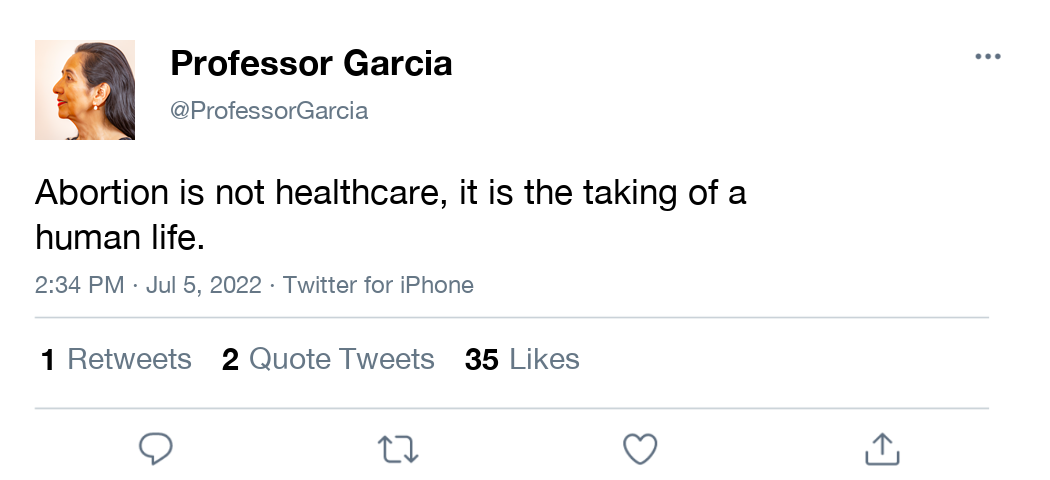 Professor Garcia
@ProfessorGarcia
Abortion is not healthcare, it is the taking of a
human life.
2:34 PM · Jul 5, 2022 · Twitter for iPhone
1 Retweets 2 Quote Tweets 35 Likes